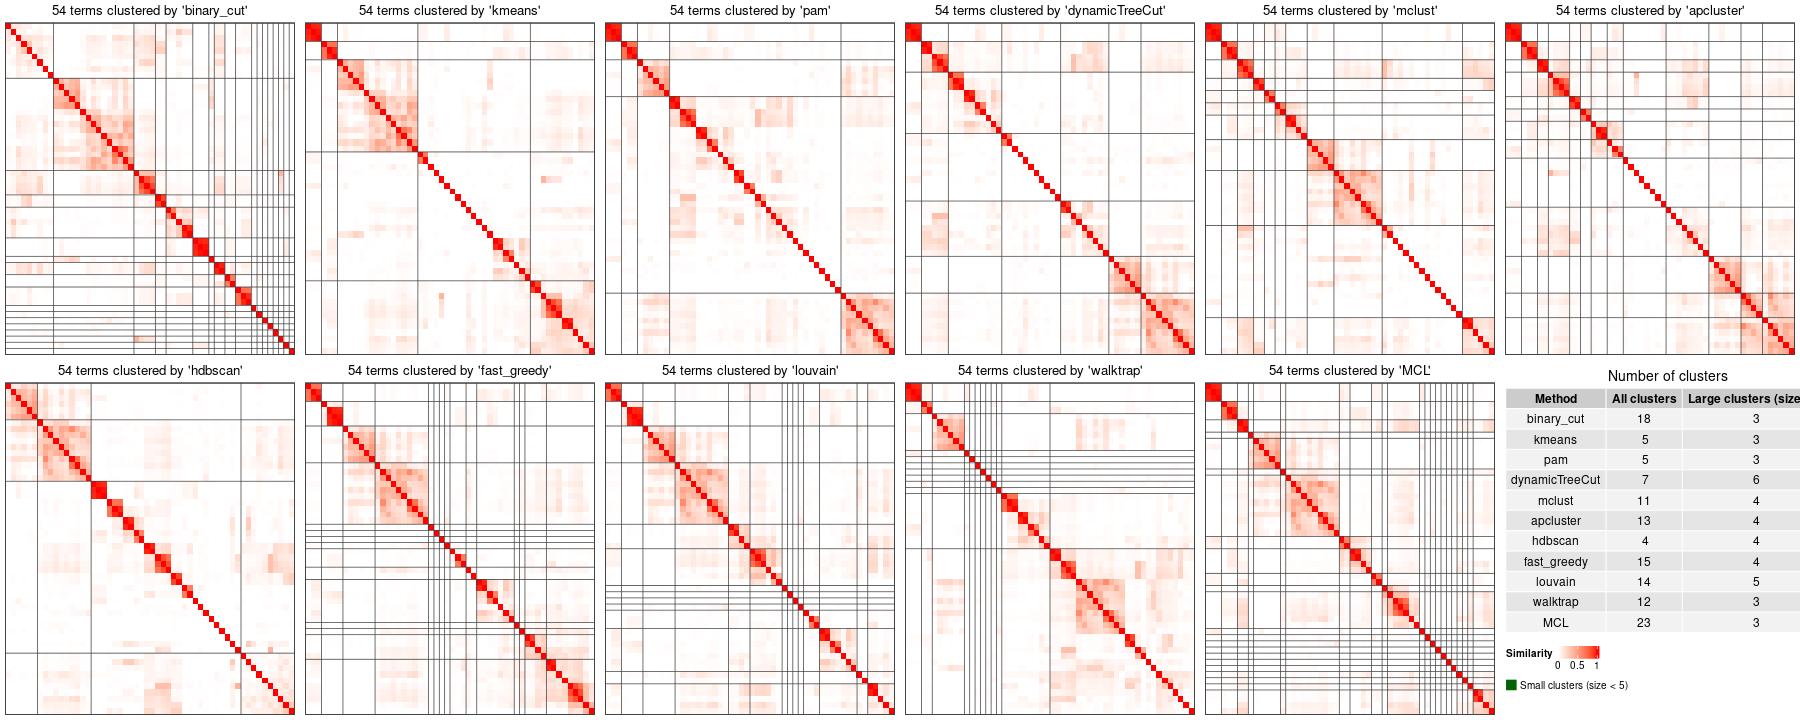 54 terms clustered by 'binary_cut'
54 terms clustered by 'kmeans'
54 terms clustered by 'pam'
54 terms clustered by 'dynamicTreeCut'
54 terms clustered by 'mclust'
54 terms clustered by 'apcluster'
54 terms clustered by 'hdbscan'
54 terms clustered by 'fast_greedy'
54 terms clustered by 'louvain'
54 terms clustered by 'walktrap'
54 terms clustered by 'MCL'
Number of clusters
Method All clusters Large clusters (size
binary_cut 18 3
kmeans 5 3
pam 5 3
dynamicTreeCut 7 6
mclust 11 4
apcluster 13 4
hdbscan 4 4
fast_greedy 15 4
louvain 14 5
walktrap 12 3
MCL 23 3
Similarity
0 0.5 1
Small clusters (size < 5)